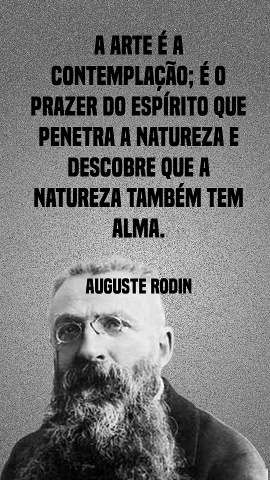 A ARTE É A
CONTEMPLAÇÃO; É O
PRAZER DO ESPÍRITO QUE
PENETRA A NATUREZA E
DESCOBRE QUE A
NATUREZA TAMBÉM TEM
ALMA.
AUGUSTE RODIN